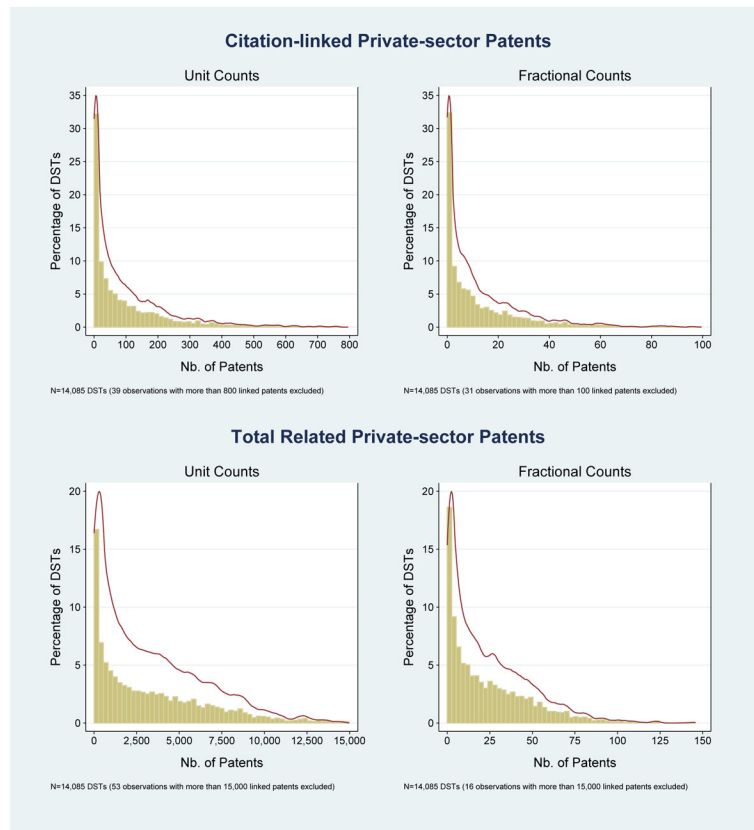 Citation-linked Private-sector Patents
Unit Counts
Percentage of DSTs
35
30
25
20
15
10
5
0
0 100 200 300 400 500 600 700 800
Nb. of Patents
N=14,085 DSTs (39 observations with more than 800 linked patents excluded)
Fractional Counts
Percentage of DSTs
35
30
25
20
15
10
5
0
0 20 40 60 80 100
Nb. of Patents
N=14,085 DSTs (31 observations with more than 100 linked patents excluded)
Total Related Private-sector Patents
Unit Counts
Percentage of DSTs
20
15
10
5
0
0 2,500 5,000 7,500 10,000 12,500 15,000
Nb. of Patents
N=14,085 DSTs (53 observations with more than 15,000 linked patents excluded)
Fractional Counts
Percentage of DSTs
20
15
10
5
0
0 25 50 75 100 125 150
Nb. of Patents
N=14,085 DSTs (16 observations with more than 15,000 linked patents excluded)